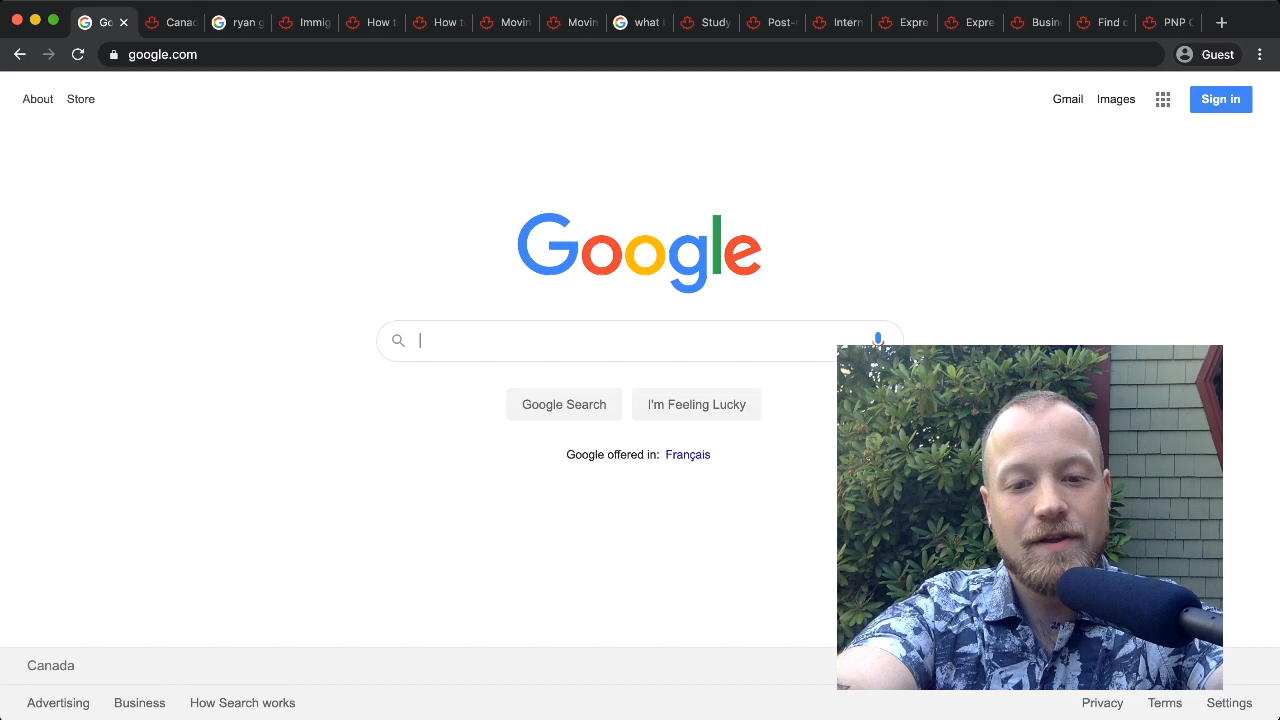 Go
Canad
ryan g
Immig
How t
How t
Movin
Movin
what i
Study
Post-
Intern
Expre
Expre
Busin
Find o
PNP C
google.com
Guest
About
Store
Gmail
Images
Sign in
Google
Google Search
I'm Feeling Lucky
Google offered in: Français
Canada
Advertising
Business
How Search works
Privacy
Terms
Settings